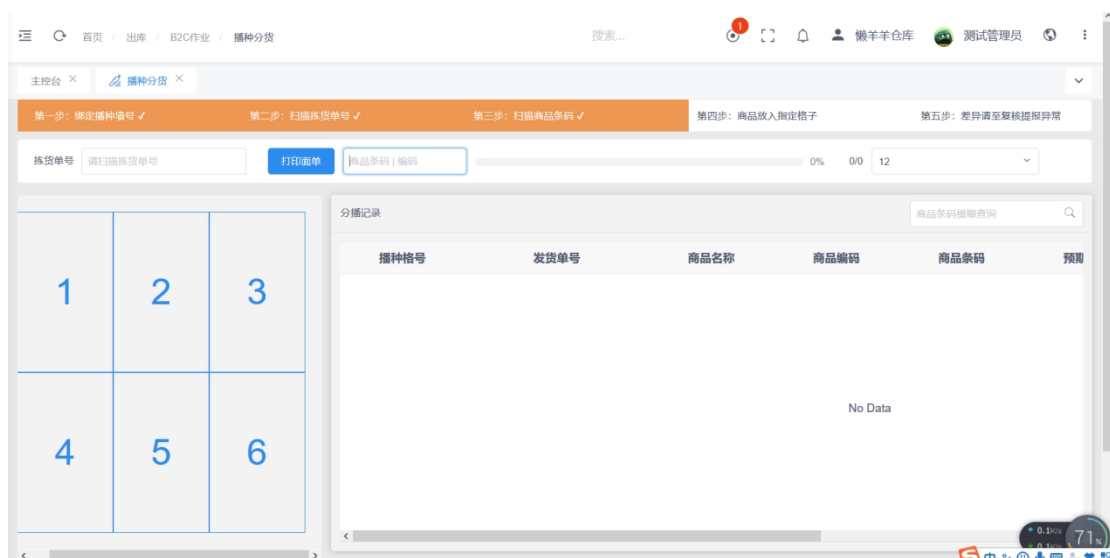 首页 / 出库 / B2C作业 / 播种分货 搜索... 1 懒羊羊仓库 测试管理员
主控台 × 播种分货 ×
第一步：绑定播种墙号 ✓ 第二步：扫描拣货单号 ✓ 第三步：扫描商品条码 ✓ 第四步：商品放入指定格子 第五步：差异请至复核提报异常
拣货单号 请扫描拣货单号 打印面单 商品条码 | 编码 0% 0/0 12
分播记录 商品条码模糊查询
播种格号 发货单号 商品名称 商品编码 商品条码 预期
1 2 3
No Data
4 5 6
0.1K/s 71%
0.1K/s
中